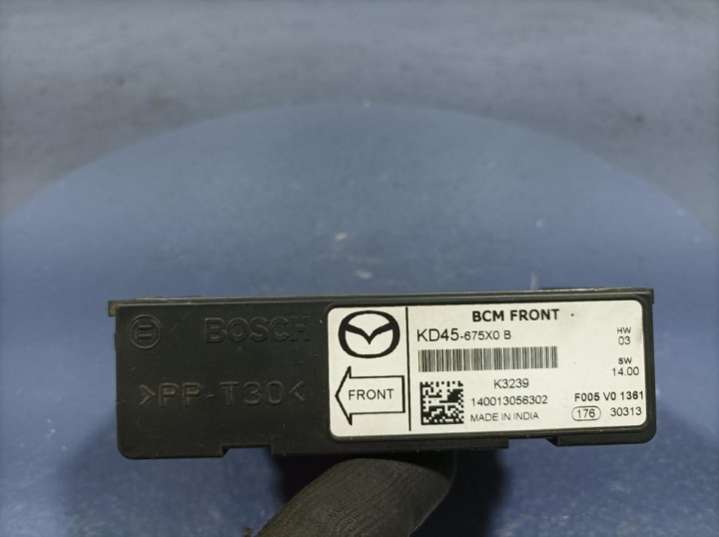 BOSCH
>PP-T30<
FRONT
BCM FRONT
KD45-675X0 B
HW
03
SW
14.00
K3239
140013056302
MADE IN INDIA
F005 V0 1361
176 30313